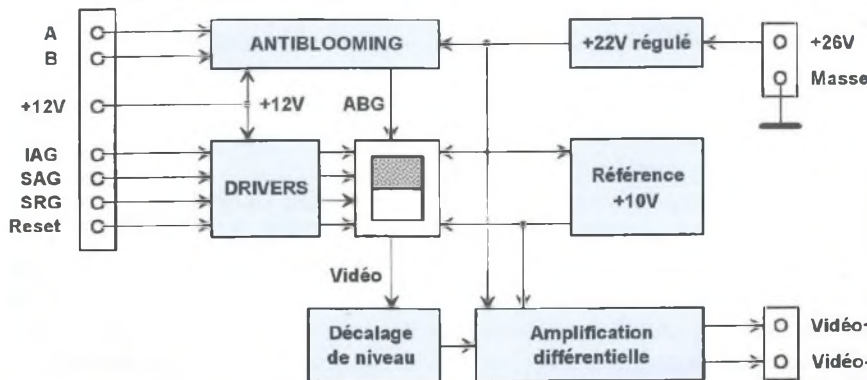 A
ANTIBLOOMING
+22V régulé
+26V
B
Masse
+12V
+12V
ABG
IAG
SAG
SRG
Reset
DRIVERS
Référence
+10V
Vidéo
Décalage
de niveau
Amplification
différentielle
Vidéo
Vidéo-